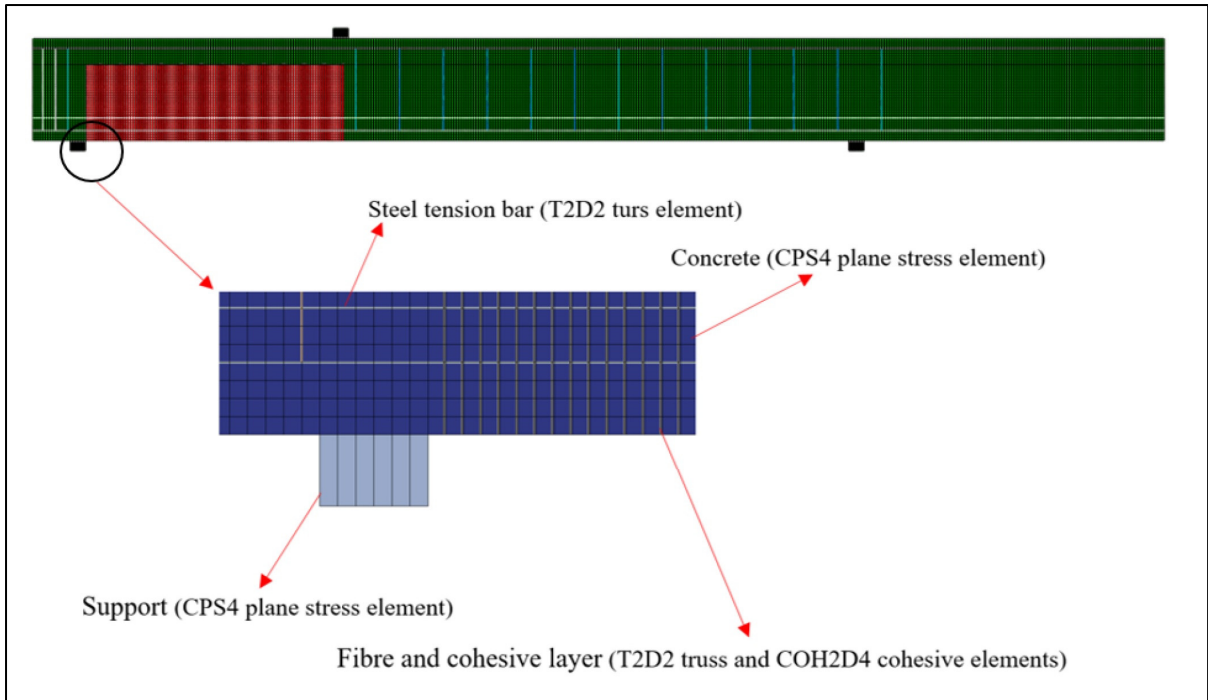 Steel tension bar (T2D2 turs element)
Concrete (CPS4 plane stress element)
Support (CPS4 plane stress element)
Fibre and cohesive layer (T2D2 truss and COH2D4 cohesive elements)